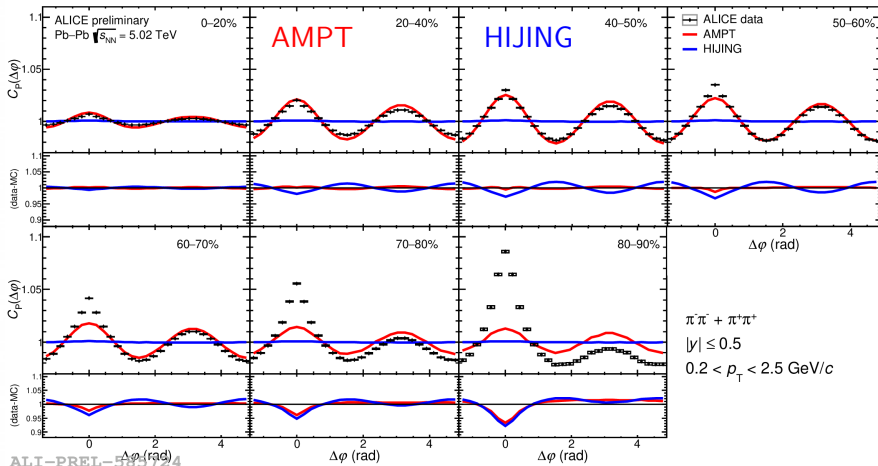 ALICE preliminary
Pb–Pb √sNN = 5.02 TeV
0–20%
AMPT
20–40%
HIJING
40–50%
ALICE data
AMPT
HIJING
50–60%
1.1
1.05
1
CP(Δφ)
1.1
1.05
1.00
0.95
0.9
(data-MC)
0 2 4
Δφ (rad)
60–70%
70–80%
80–90%
1.1
1.05
1
CP(Δφ)
1.1
1.05
1.00
0.95
0.9
(data-MC)
0 2 4
0 2 4
0 2 4
Δφ (rad)
Δφ (rad)
Δφ (rad)
π-π- + π+π+
|y| ≤ 0.5
0.2 < pT < 2.5 GeV/c